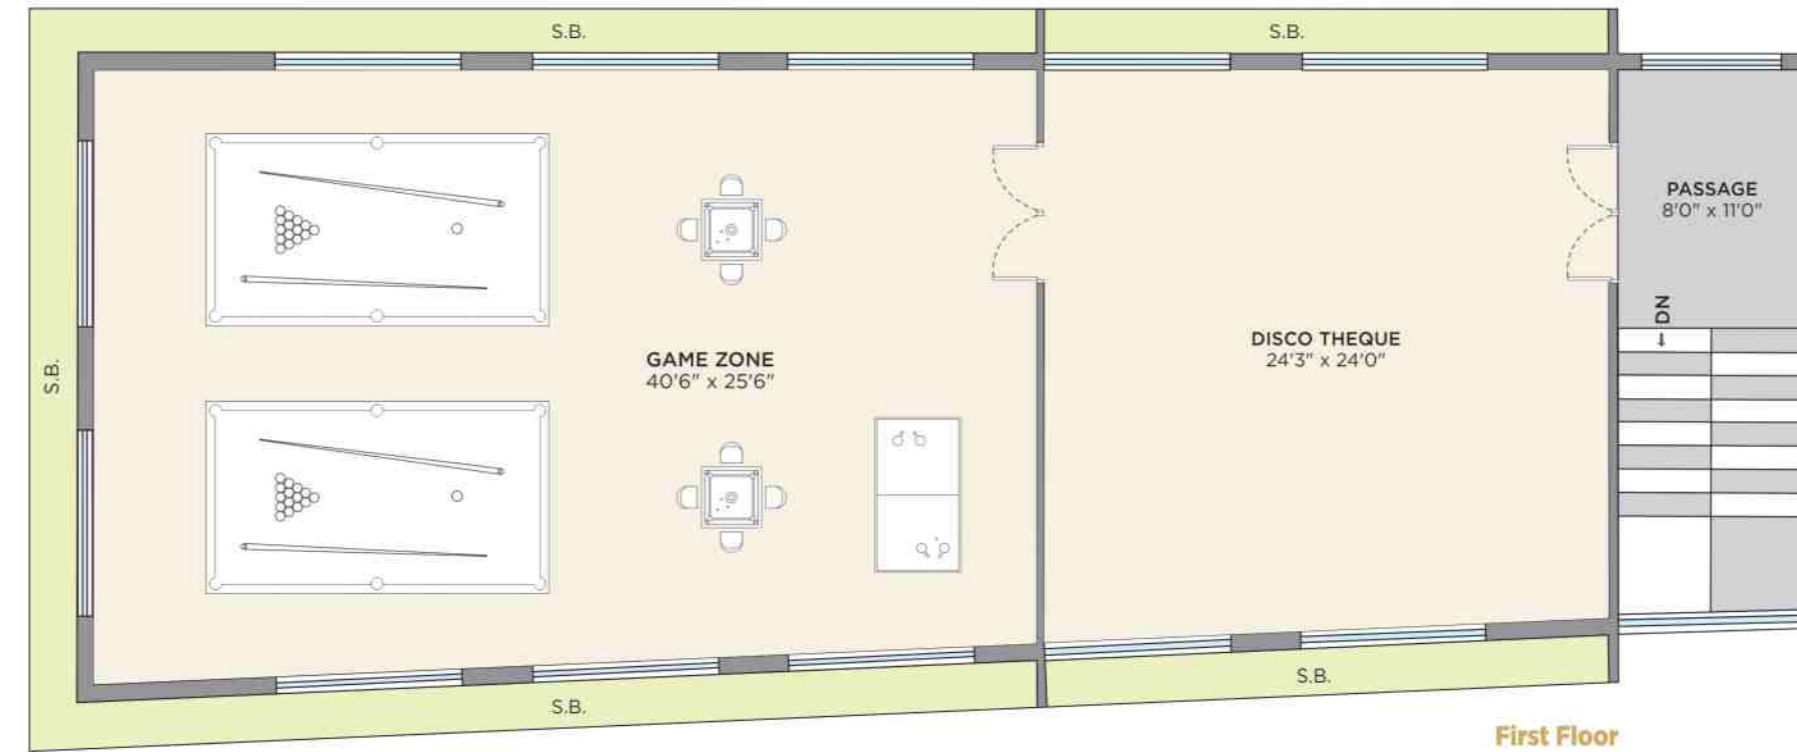 S.B.
S.B.
PASSAGE
8'0" x 11'0"
DN
DISCO THEQUE
24'3" x 24'0"
GAME ZONE
40'6" x 25'6"
S.B.
S.B.
S.B.
First Floor